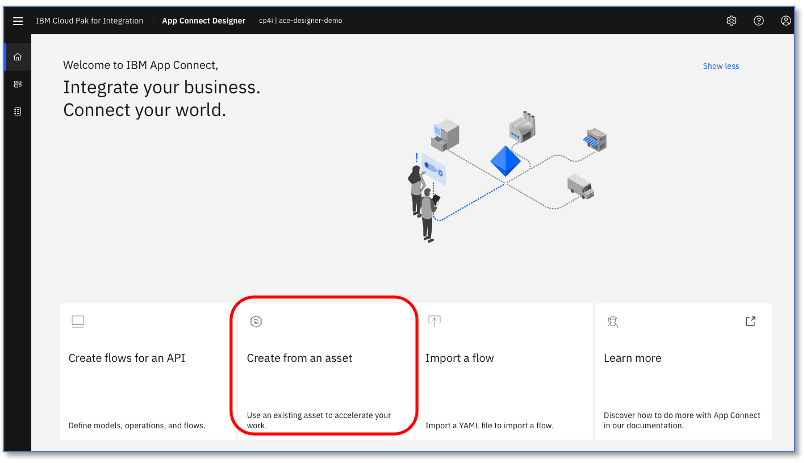 IBM Cloud Pak for Integration App Connect Designer cp4i | ace-designer-demo
Welcome to IBM App Connect,
Show less
Integrate your business.
Connect your world.
Create flows for an API
Define models, operations, and flows.
Create from an asset
Use an existing asset to accelerate your
work.
Import a flow
Import a YAML file to import a flow.
Learn more
Discover how to do more with App Connect
in our documentation.